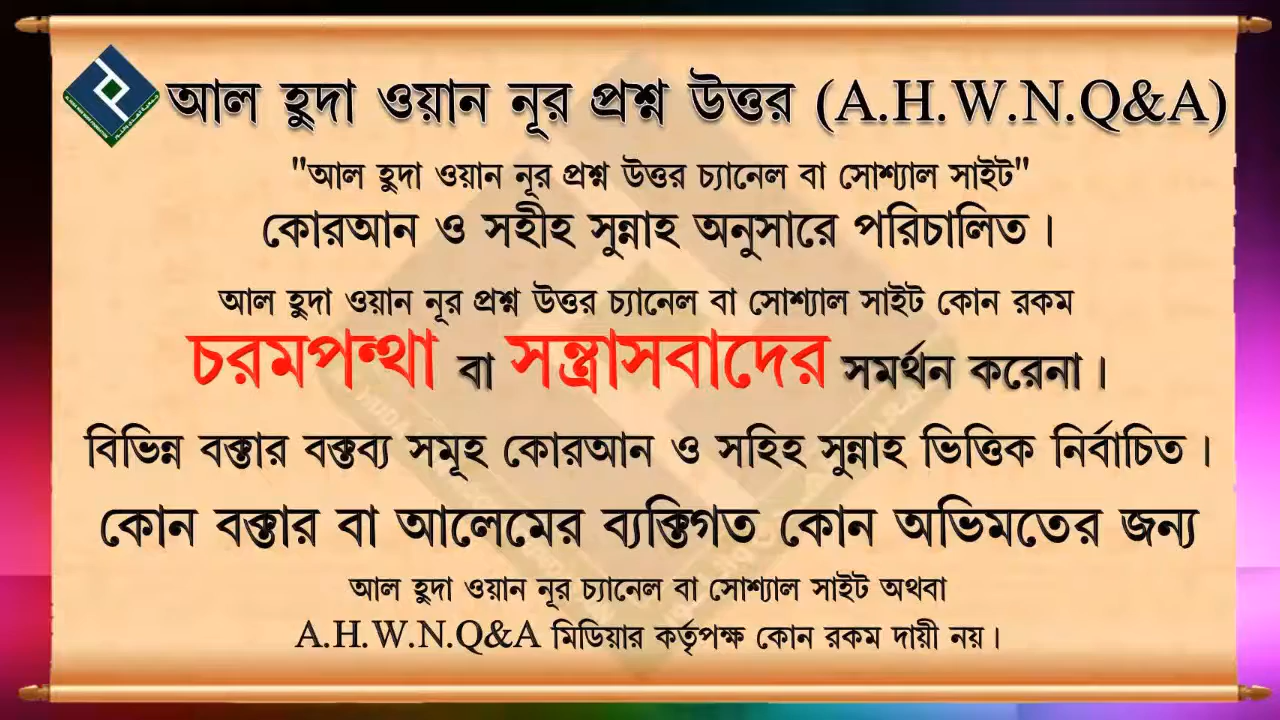 আল হুদা ওয়ান নূর প্রশ্ন উত্তর (A.H.W.N.Q&A)
"আল হুদা ওয়ান নূর প্রশ্ন উত্তর চ্যানেল বা সোশ্যাল সাইট"
কোরআন ও সহীহ সুন্নাহ অনুসারে পরিচালিত।
আল হুদা ওয়ান নূর প্রশ্ন উত্তর চ্যানেল বা সোশ্যাল সাইট কোন রকম
চরমপন্থা বা সন্ত্রাসবাদের সমর্থন করেনা।
বিভিন্ন বক্তার বক্তব্য সমূহ কোরআন ও সহিহ সুন্নাহ ভিত্তিক নির্বাচিত।
কোন বক্তার বা আলেমের ব্যক্তিগত কোন অভিমতের জন্য
আল হুদা ওয়ান নূর চ্যানেল বা সোশ্যাল সাইট অথবা
A.H.W.N.Q&A মিডিয়ার কর্তৃপক্ষ কোন রকম দায়ী নয়।